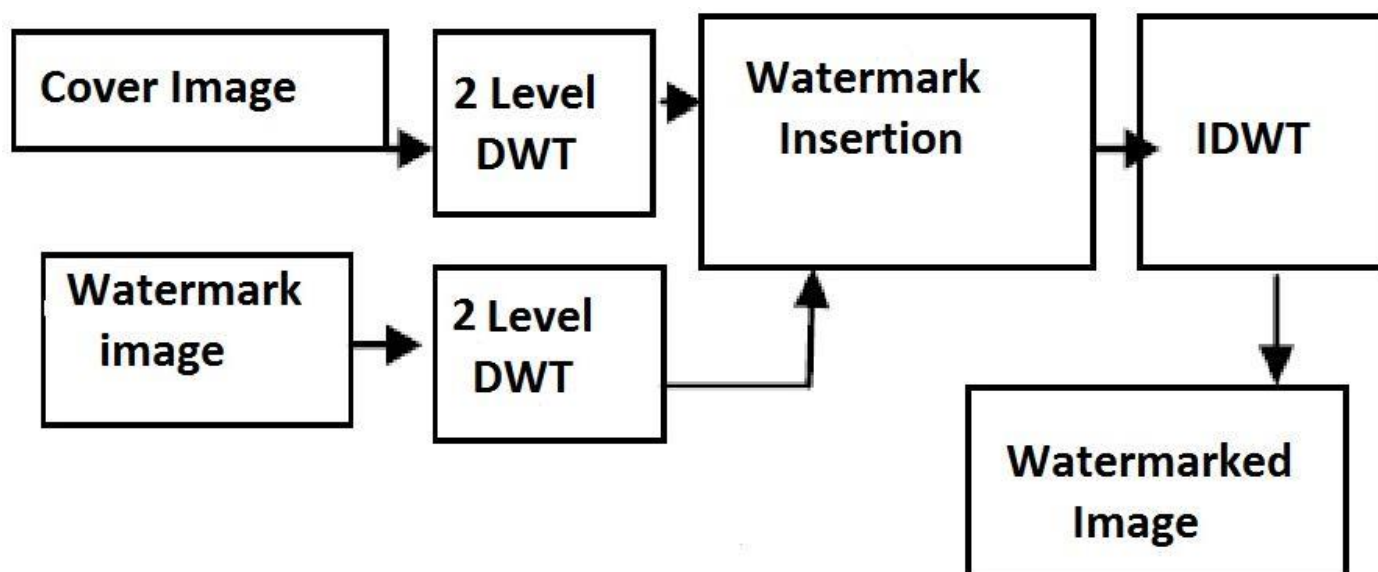 Cover Image
2 Level
DWT
Watermark
Insertion
IDWT
Watermark
image
2 Level
DWT
Watermarked
Image